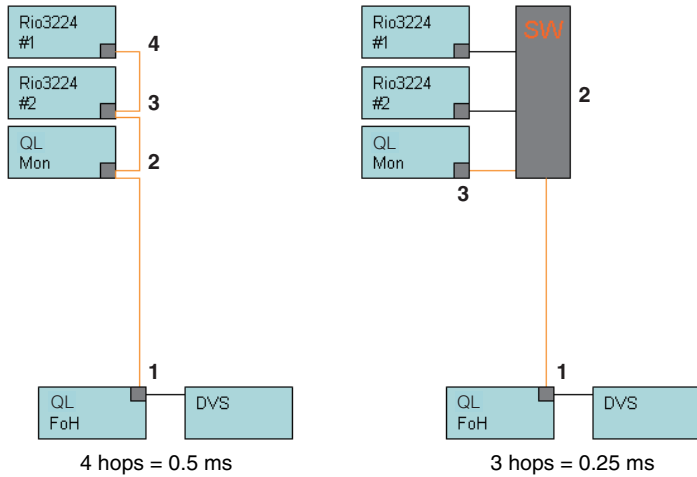 Rio3224
#1
4
Rio3224
#2
3
QL
Mon
2
1
QL
FoH
DVS
4 hops = 0.5 ms
Rio3224
#1
SW
Rio3224
#2
2
QL
Mon
3
1
QL
FoH
DVS
3 hops = 0.25 ms